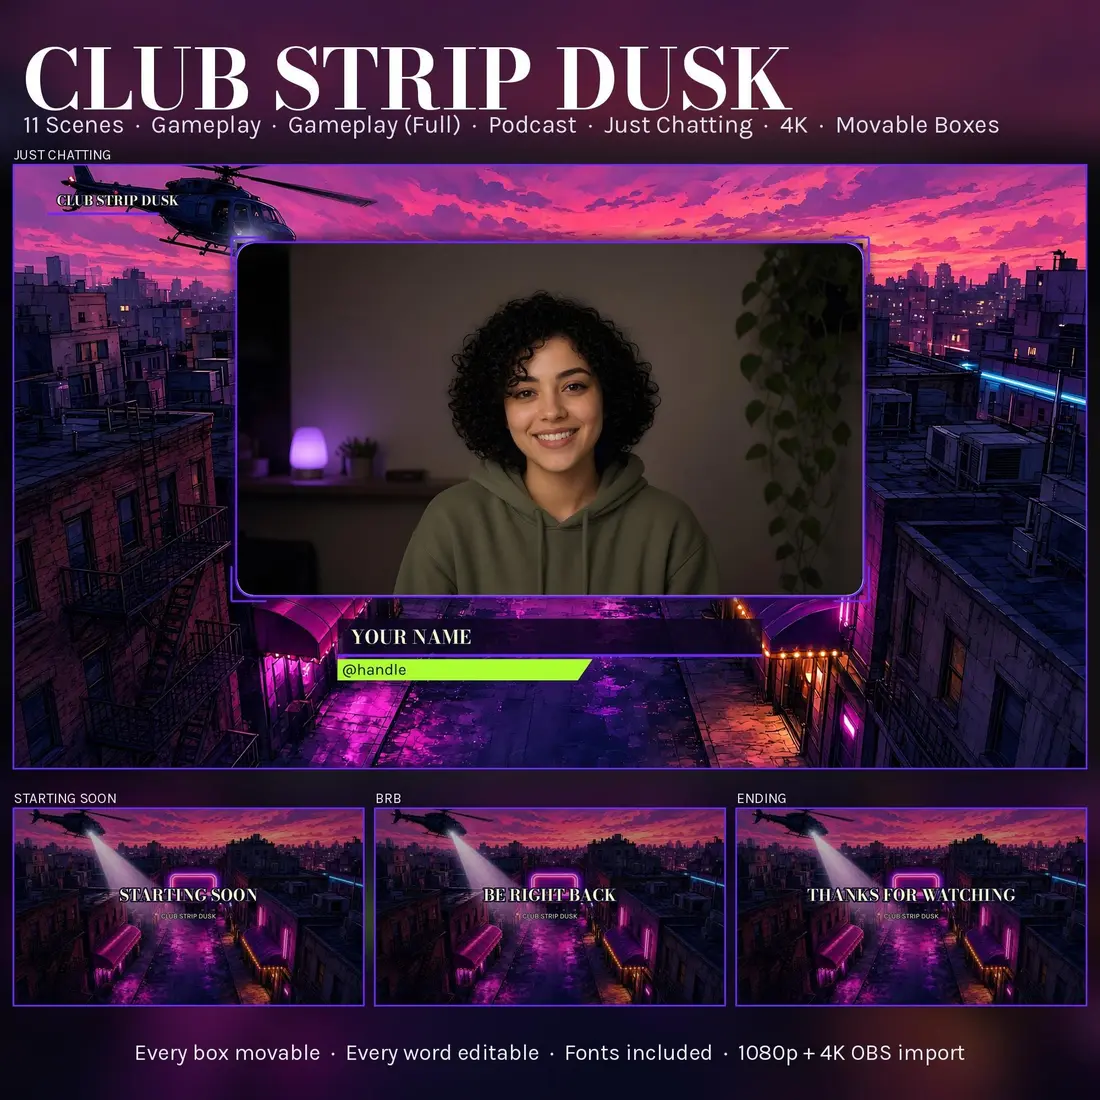 CLUB STRIP DUSK
11 Scenes · Gameplay · Gameplay (Full) · Podcast · Just Chatting · 4K · Movable Boxes
JUST CHATTING
CLUB STRIP DUSK
YOUR NAME
@handle
STARTING SOON
BRB
ENDING
STARTING SOON
CLUB STRIP DUSK
BE RIGHT BACK
CLUB STRIP DUSK
THANKS FOR WATCHING
CLUB STRIP DUSK
Every box movable · Every word editable · Fonts included · 1080p + 4K OBS import